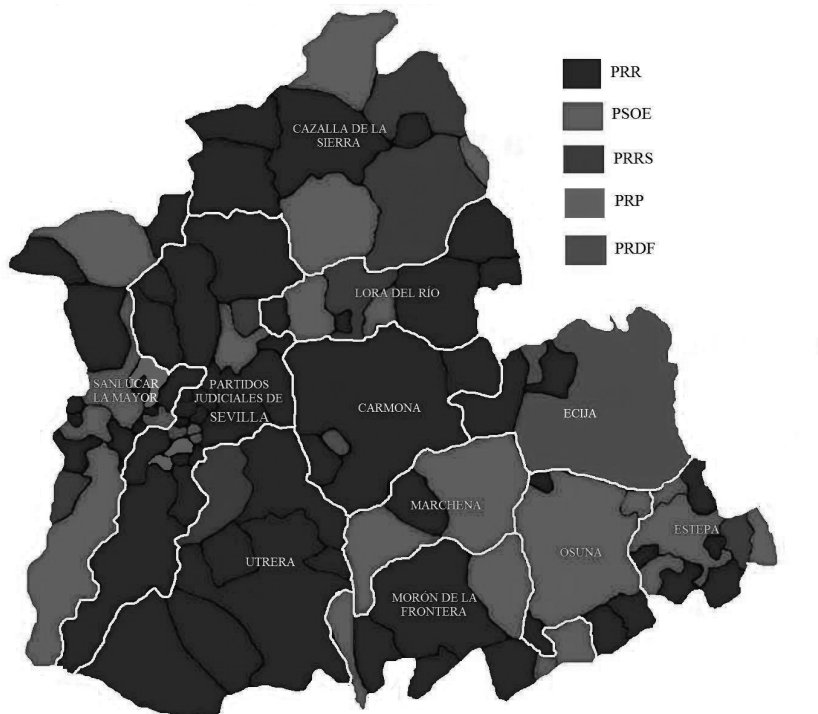 PRR
PSOE
PRRS
PRP
PRDF
CAZALLA DE LA
SIERRA
LORA DEL RÍO
SANLÚCAR
LA MAYOR
PARTIDOS
JUDICIALES DE
SEVILLA
CARMONA
ECIJA
MARCHENA
ESTEPA
OSUNA
UTRERA
MORÓN DE LA
FRONTERA